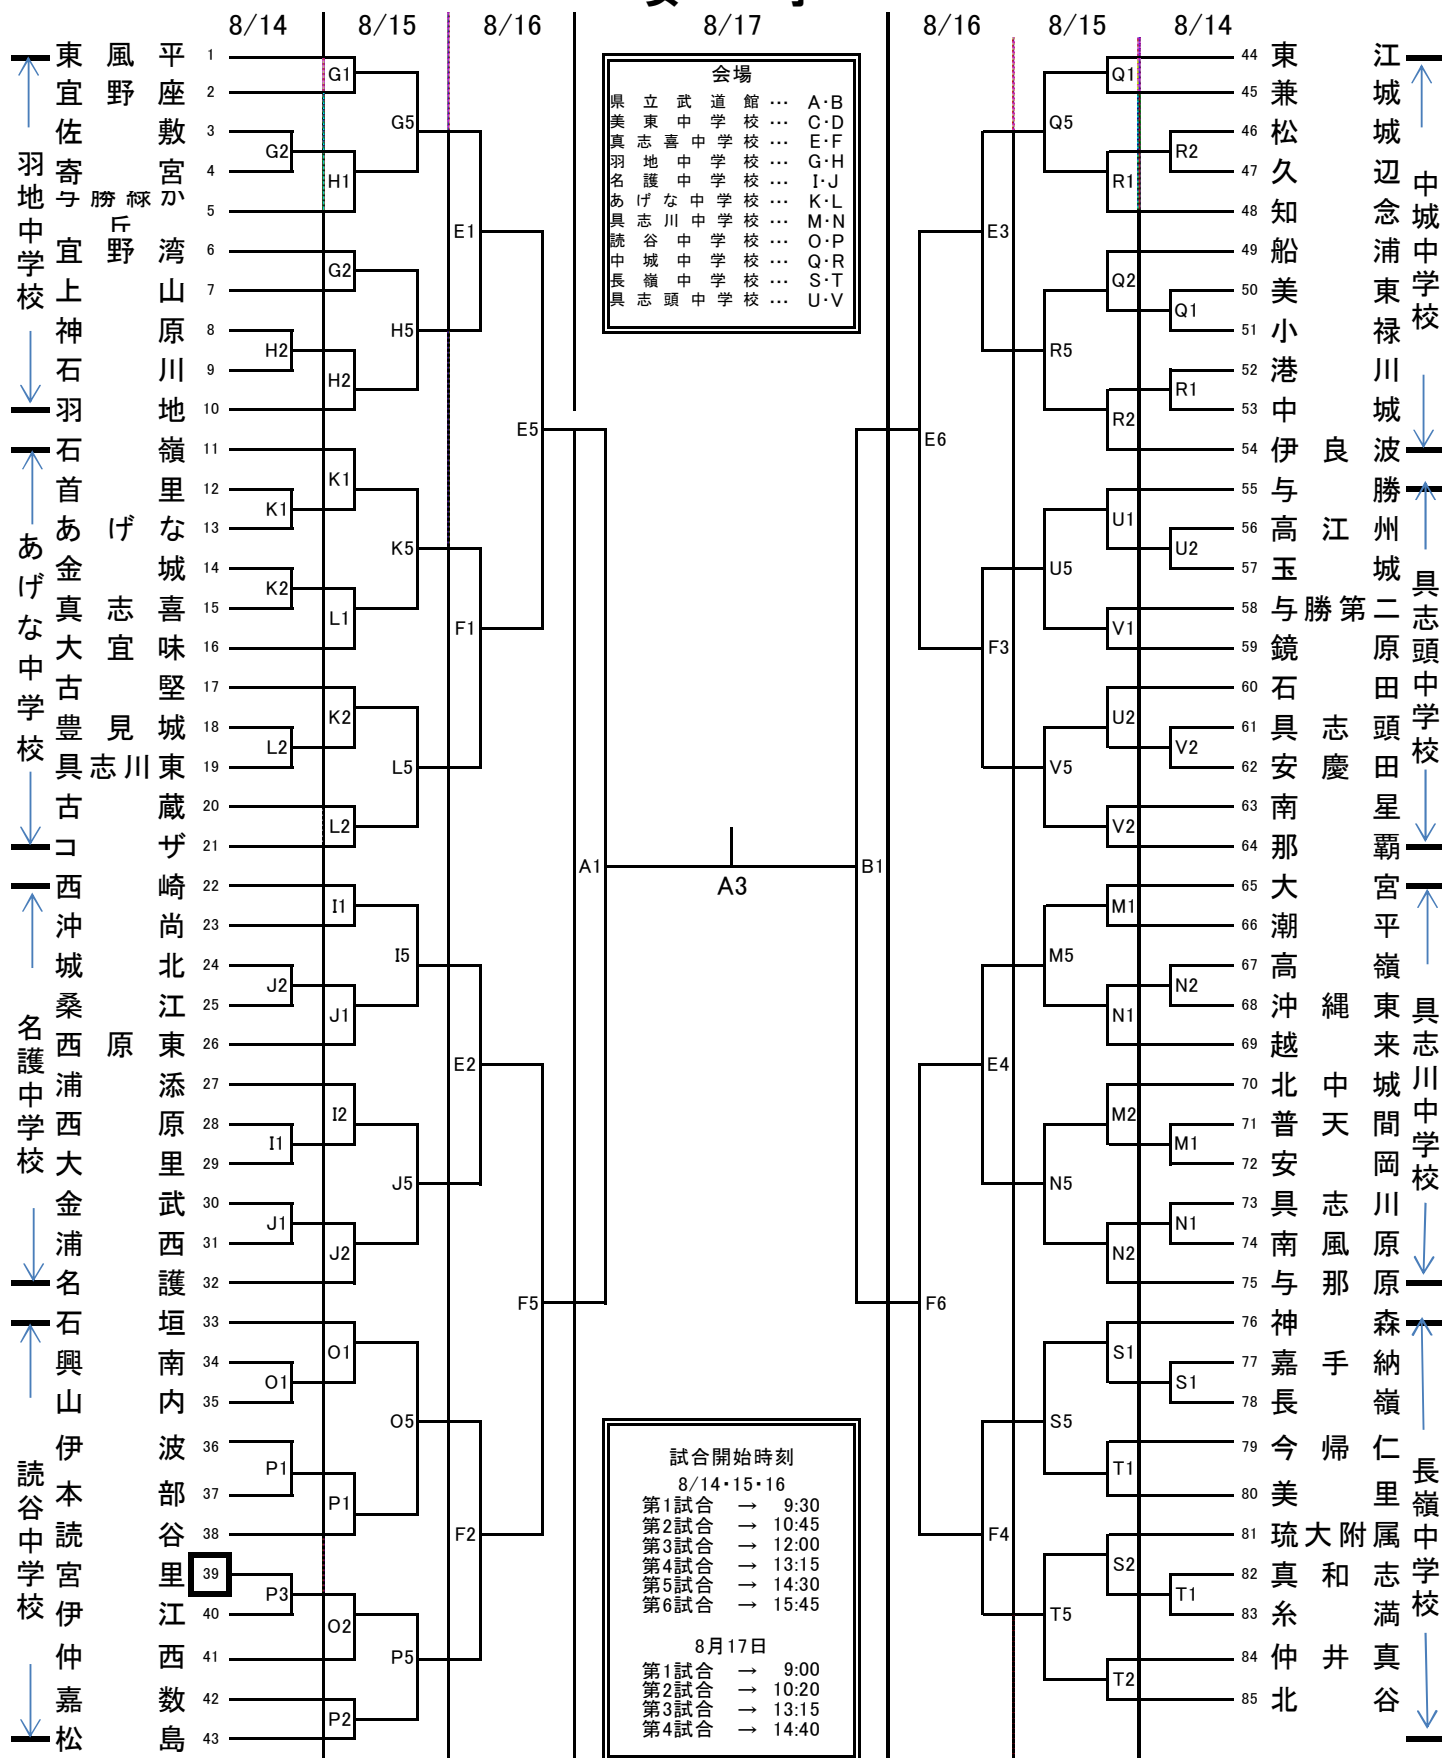 8/14 8/15 8/16 8/17 8/16 8/15 8/14
会場
県立武道館… A·B
美東中学校… C·D
真志喜中学校… E·F
羽地中学校… G·H
名護中学校… I·J
あげな中学校… K·L
具志川中学校… M·N
読谷中学校… O·P
中城中学校… Q·R
長嶺中学校… S·T
具志頭中学校… U·V
羽地中学校
東風平 1
宜野座 2
佐敷 3
寄宮 4
与勝緑が丘 5
宜野湾 6
上山 7
神原 8
石川 9
羽地 10
あげな中学校
石嶺 11
首里 12
あげな 13
金城 14
真志喜 15
大宜味 16
古堅 17
豊見城 18
具志川東 19
古蔵 20
コザ 21
名護中学校
西崎 22
沖尚 23
城北 24
桑江 25
西原東 26
浦添 27
西原 28
大里 29
金武 30
浦西 31
名護 32
読谷中学校
石垣 33
興南 34
山内 35
伊波 36
本部 37
読谷 38
宮里 39
伊江 40
仲西 41
嘉数 42
松島 43
G2
H2
K1
K2
L2
J2
I1
J1
O1
P1
P3
G1
H1
G2
H2
K1
L1
K2
L2
I1
J1
I2
J2
O1
P1
O2
P2
G5
H5
K5
L5
I5
J5
O5
P5
E1
F1
E2
F2
E5
F5
A1
A3
B1
E6
F6
E3
F3
E4
F4
Q5
R5
U5
V5
M5
N5
S5
T5
Q1
R1
Q2
R2
U1
V1
U2
V2
M1
N1
M2
N2
S1
T1
S2
T2
R2
Q1
R1
U2
V2
N2
M1
N1
S1
T1
44 東江
45 兼城
46 松城
47 久辺
48 知念
49 船浦
50 美東
51 小禄
52 港川
53 中城
54 伊良波
中城中学校
55 与勝
56 高江州
57 玉城
58 与勝第二
59 鏡原
60 石田
61 具志頭
62 安慶田
63 南星
64 那覇
具志頭中学校
65 大宮
66 潮平
67 高嶺
68 沖縄東
69 越来
70 北中城
71 普天間
72 安岡
73 具志川
74 南風原
75 与那原
具志川中学校
76 神森
77 嘉手納
78 長嶺
79 今帰仁
80 美里
81 琉大附属
82 真和志
83 糸満
84 仲井真
85 北谷
長嶺中学校
試合開始時刻
8/14・15・16
第1試合 → 9:30
第2試合 → 10:45
第3試合 → 12:00
第4試合 → 13:15
第5試合 → 14:30
第6試合 → 15:45
8月17日
第1試合 → 9:00
第2試合 → 10:20
第3試合 → 13:15
第4試合 → 14:40